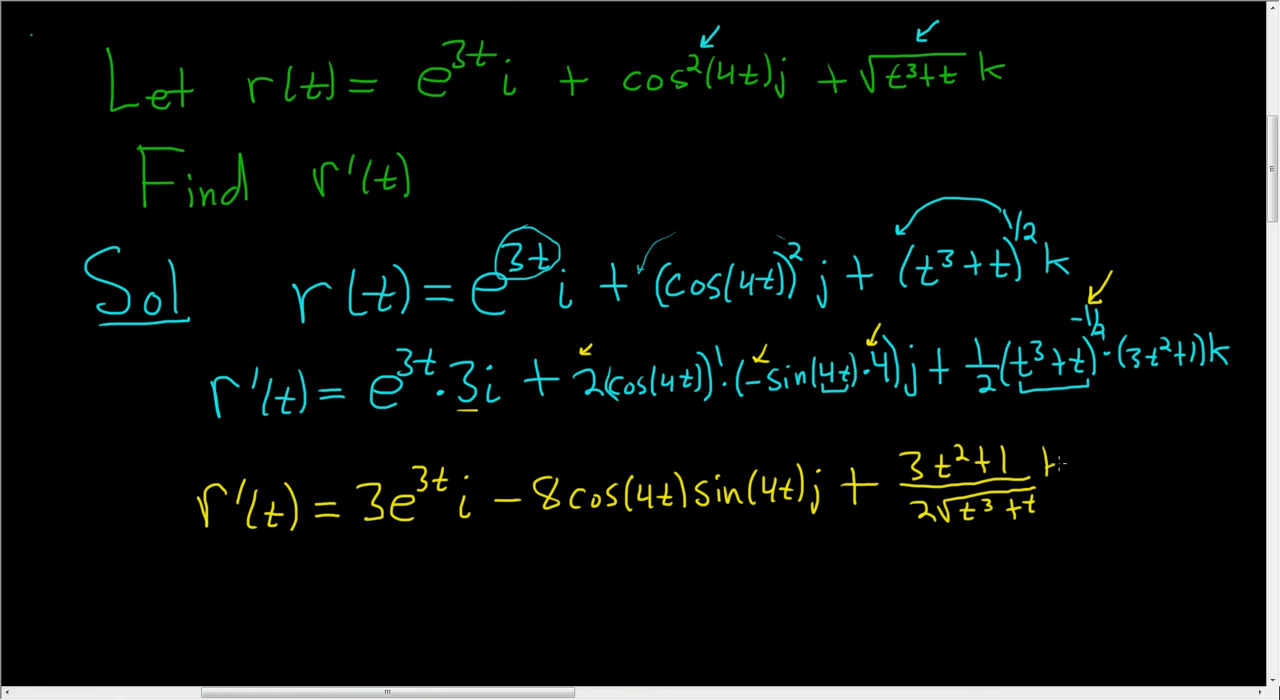 Let r(t) = e^{3t} i + cos²(4t) j + √(t³+t) k
Find r'(t)
Sol r(t) = e^{3t} i + (cos(4t))² j + (t³+t)^{1/2} k
r'(t) = e^{3t} · 3i + 2(cos(4t))¹ · (-sin(4t) · 4) j + 1/2 (t³+t)^{-1/2} · (3t²+1) k
r'(t) = 3e^{3t} i - 8cos(4t) sin(4t) j + (3t²+1)/(2√(t³+t))